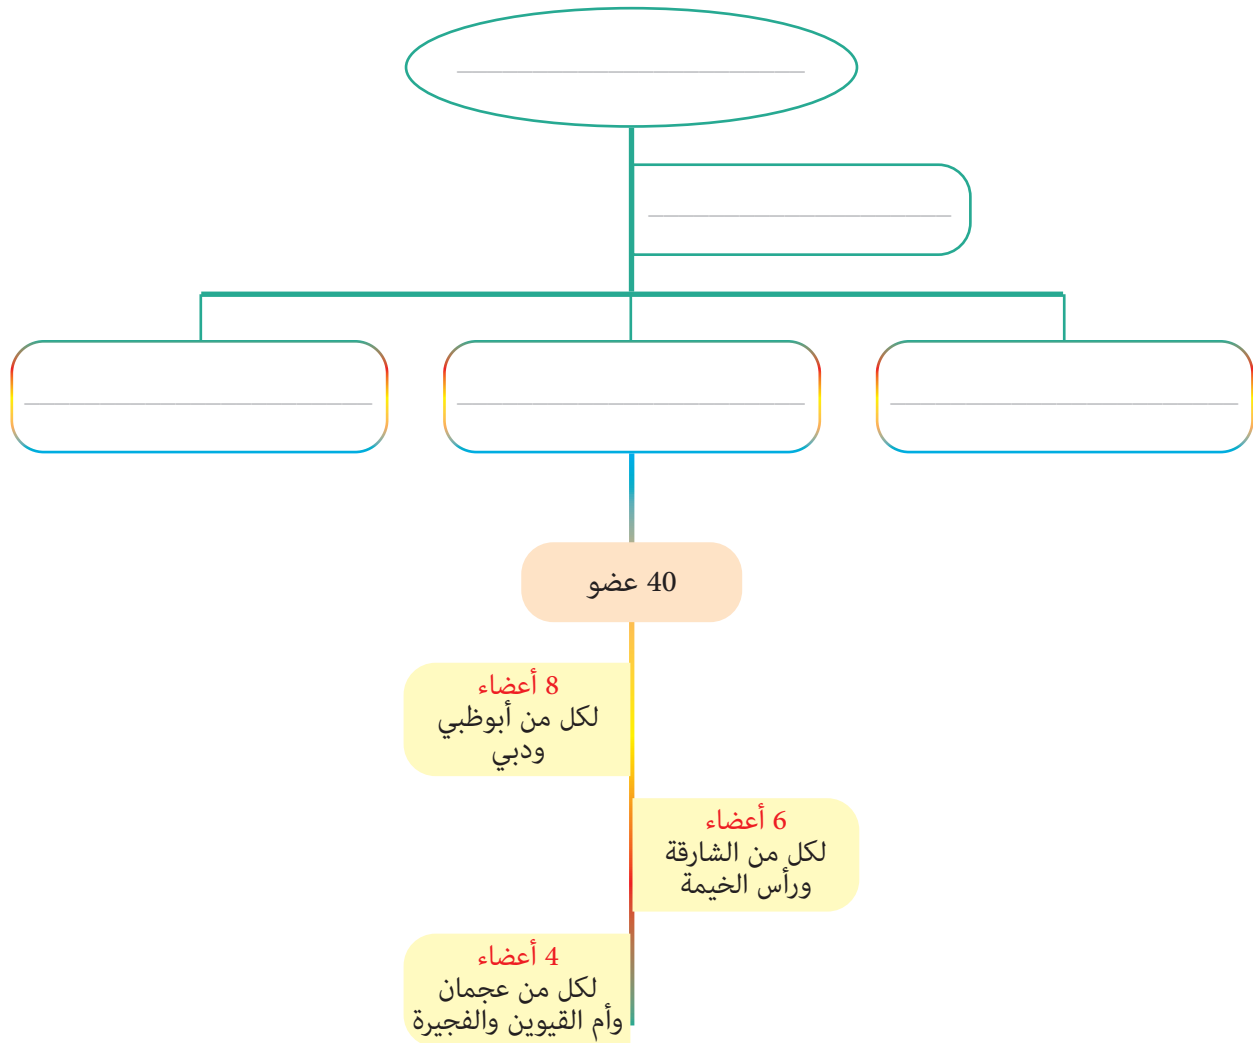 40 عضو
8 أعضاء
لكل من أبوظبي
ودبي
6 أعضاء
لكل من الشارقة
ورأس الخيمة
4 أعضاء
لكل من عجمان
وأم القيوين والفجيرة